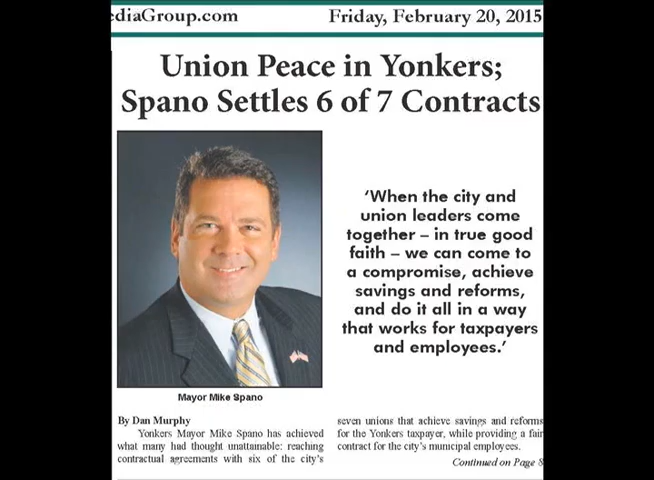 ediaGroup.com
Friday, February 20, 2015
Union Peace in Yonkers;
Spano Settles 6 of 7 Contracts
'When the city and
union leaders come
together – in true good
faith – we can come to
a compromise, achieve
savings and reforms,
and do it all in a way
that works for taxpayers
and employees.'
Mayor Mike Spano
By Dan Murphy
Yonkers Mayor Mike Spano has achieved
what many had thought unattainable: reaching
contractual agreements with six of the city's
seven unions that achieve savings and reforms
for the Yonkers taxpayer, while providing a fair
contract for the city's municipal employees.
Continued on Page 8